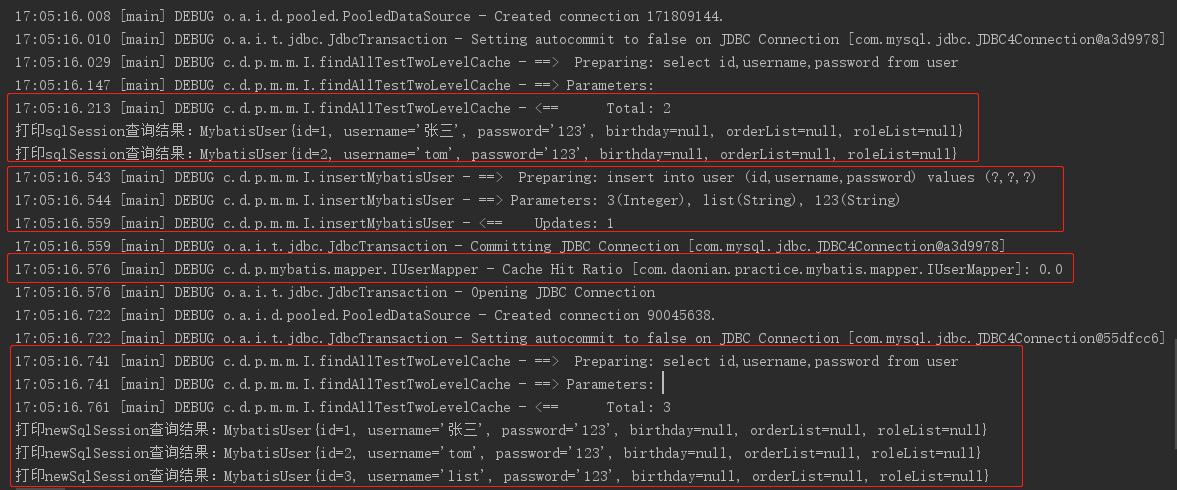 17:05:16.008 [main] DEBUG o.a.i.d.pooled.PooledDataSource - Created connection 171809144.
17:05:16.010 [main] DEBUG o.a.i.t.jdbc.JdbcTransaction - Setting autocommit to false on JDBC Connection [com.mysql.jdbc.JDBC4Connection@a3d9978]
17:05:16.029 [main] DEBUG c.d.p.m.m.I.findAllTestTwoLevelCache - ==>  Preparing: select id,username,password from user
17:05:16.147 [main] DEBUG c.d.p.m.m.I.findAllTestTwoLevelCache - ==> Parameters:
17:05:16.213 [main] DEBUG c.d.p.m.m.I.findAllTestTwoLevelCache - <==      Total: 2
打印sqlSession查询结果：MybatisUser{id=1, username='张三', password='123', birthday=null, orderList=null, roleList=null}
打印sqlSession查询结果：MybatisUser{id=2, username='tom', password='123', birthday=null, orderList=null, roleList=null}
17:05:16.543 [main] DEBUG c.d.p.m.m.I.insertMybatisUser - ==>  Preparing: insert into user (id,username,password) values (?,?,?)
17:05:16.544 [main] DEBUG c.d.p.m.m.I.insertMybatisUser - ==> Parameters: 3(Integer), list(String), 123(String)
17:05:16.559 [main] DEBUG c.d.p.m.m.I.insertMybatisUser - <==    Updates: 1
17:05:16.559 [main] DEBUG o.a.i.t.jdbc.JdbcTransaction - Committing JDBC Connection [com.mysql.jdbc.JDBC4Connection@a3d9978]
17:05:16.576 [main] DEBUG c.d.p.mybatis.mapper.IUserMapper - Cache Hit Ratio [com.daonian.practice.mybatis.mapper.IUserMapper]: 0.0
17:05:16.576 [main] DEBUG o.a.i.t.jdbc.JdbcTransaction - Opening JDBC Connection
17:05:16.722 [main] DEBUG o.a.i.d.pooled.PooledDataSource - Created connection 90045638.
17:05:16.722 [main] DEBUG o.a.i.t.jdbc.JdbcTransaction - Setting autocommit to false on JDBC Connection [com.mysql.jdbc.JDBC4Connection@55dfcc6]
17:05:16.741 [main] DEBUG c.d.p.m.m.I.findAllTestTwoLevelCache - ==>  Preparing: select id,username,password from user
17:05:16.741 [main] DEBUG c.d.p.m.m.I.findAllTestTwoLevelCache - ==> Parameters:
17:05:16.761 [main] DEBUG c.d.p.m.m.I.findAllTestTwoLevelCache - <==      Total: 3
打印newSqlSession查询结果：MybatisUser{id=1, username='张三', password='123', birthday=null, orderList=null, roleList=null}
打印newSqlSession查询结果：MybatisUser{id=2, username='tom', password='123', birthday=null, orderList=null, roleList=null}
打印newSqlSession查询结果：MybatisUser{id=3, username='list', password='123', birthday=null, orderList=null, roleList=null}